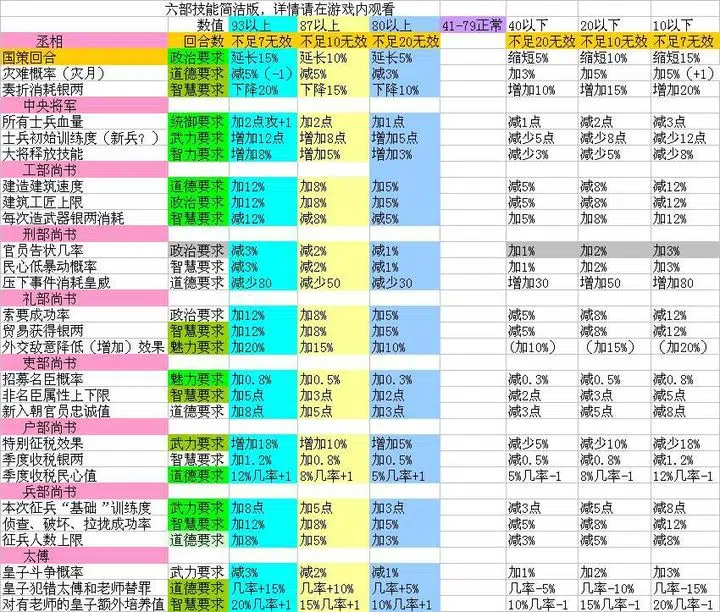 六部技能简洁版，详情请在游戏内观看
数值 93以上 87以上 80以上 41-79正常 40以下 20以下 10以下
丞相 回合数 不足7无效 不足10无效 不足20无效 不足20无效 不足10无效 不足7无效
国策回合 政治要求 延长15% 延长10% 延长5% 缩短5% 缩短10% 缩短15%
灾难概率（灾月） 道德要求 减5%（-1） 减5% 减3% 加3% 加5% 加5%（+1）
奏折消耗银两 智慧要求 下降20% 下降15% 下降10% 增加10% 增加15% 增加20%
中央将军
所有士兵血量 统御要求 加2点攻+1 加2点 加1点 减1点 减2点 减3点
士兵初始训练度（新兵？） 武力要求 增加12点 增加8点 增加5点 减少5点 减少8点 减少12点
大将释放技能 智力要求 增加8% 增加5% 增加3% 减少3% 减少5% 减少8%
工部尚书
建造建筑速度 道德要求 加12% 加8% 加5% 减5% 减8% 减12%
建筑工匠上限 政治要求 加12% 加8% 加5% 减5% 减8% 减12%
每次造武器银两消耗 智慧要求 减12% 减8% 减5% 加5% 加8% 加12%
刑部尚书
官员告状几率 政治要求 减3% 减2% 减1% 加1% 加2% 加3%
民心低暴动概率 智慧要求 减3% 减2% 减1% 加1% 加2% 加3%
压下事件消耗皇威 道德要求 减少80 减少50 减少30 增加30 增加50 增加80
礼部尚书
索要成功率 政治要求 加12% 加8% 加5% 减5% 减8% 减12%
贸易获得银两 智慧要求 加12% 加8% 加5% 减5% 减8% 减12%
外交敌意降低（增加）效果 魅力要求 加20% 加15% 加10% （加10%） （加15%） （加20%）
吏部尚书
招募名臣概率 魅力要求 加0.8% 加0.5% 加0.3% 减0.3% 减0.5% 减0.8%
非名臣属性上下限 智慧要求 加5点 加3点 加2点 减2点 减3点 减5点
新入朝官员忠诚值 道德要求 加8点 加5点 加3点 减3点 减5点 减8点
户部尚书
特别征税效果 武力要求 增加18% 增加10% 增加5% 减少5% 减少10% 减少18%
季度收税银两 智慧要求 加1.2% 加0.8% 加0.5% 减0.5% 减0.8% 减1.2%
季度收税民心值 道德要求 12%几率+1 8%几率+1 5%几率+1 5%几率-1 8%几率-1 12%几率-1
兵部尚书
本次征兵“基础”训练度 武力要求 加8点 加5点 加3点 减3点 减5点 减8点
侦查、破坏、拉拢成功率 智慧要求 加12% 加8% 加5% 减5% 减8% 减12%
征兵人数上限 道德要求 加8% 加5% 加3% 减3% 减5% 减8%
太傅
皇子斗争概率 武力要求 减3% 减2% 减1% 加1% 加2% 加3%
皇子犯错太傅和老师替罪 道德要求 几率+15% 几率+10% 几率+5% 几率-5% 几率-10% 几率-15%
对有老师的皇子额外培养值 智慧要求 20%几率+1 15%几率+1 10%几率+1 10%几率-1 15%几率-1 20%几率-1